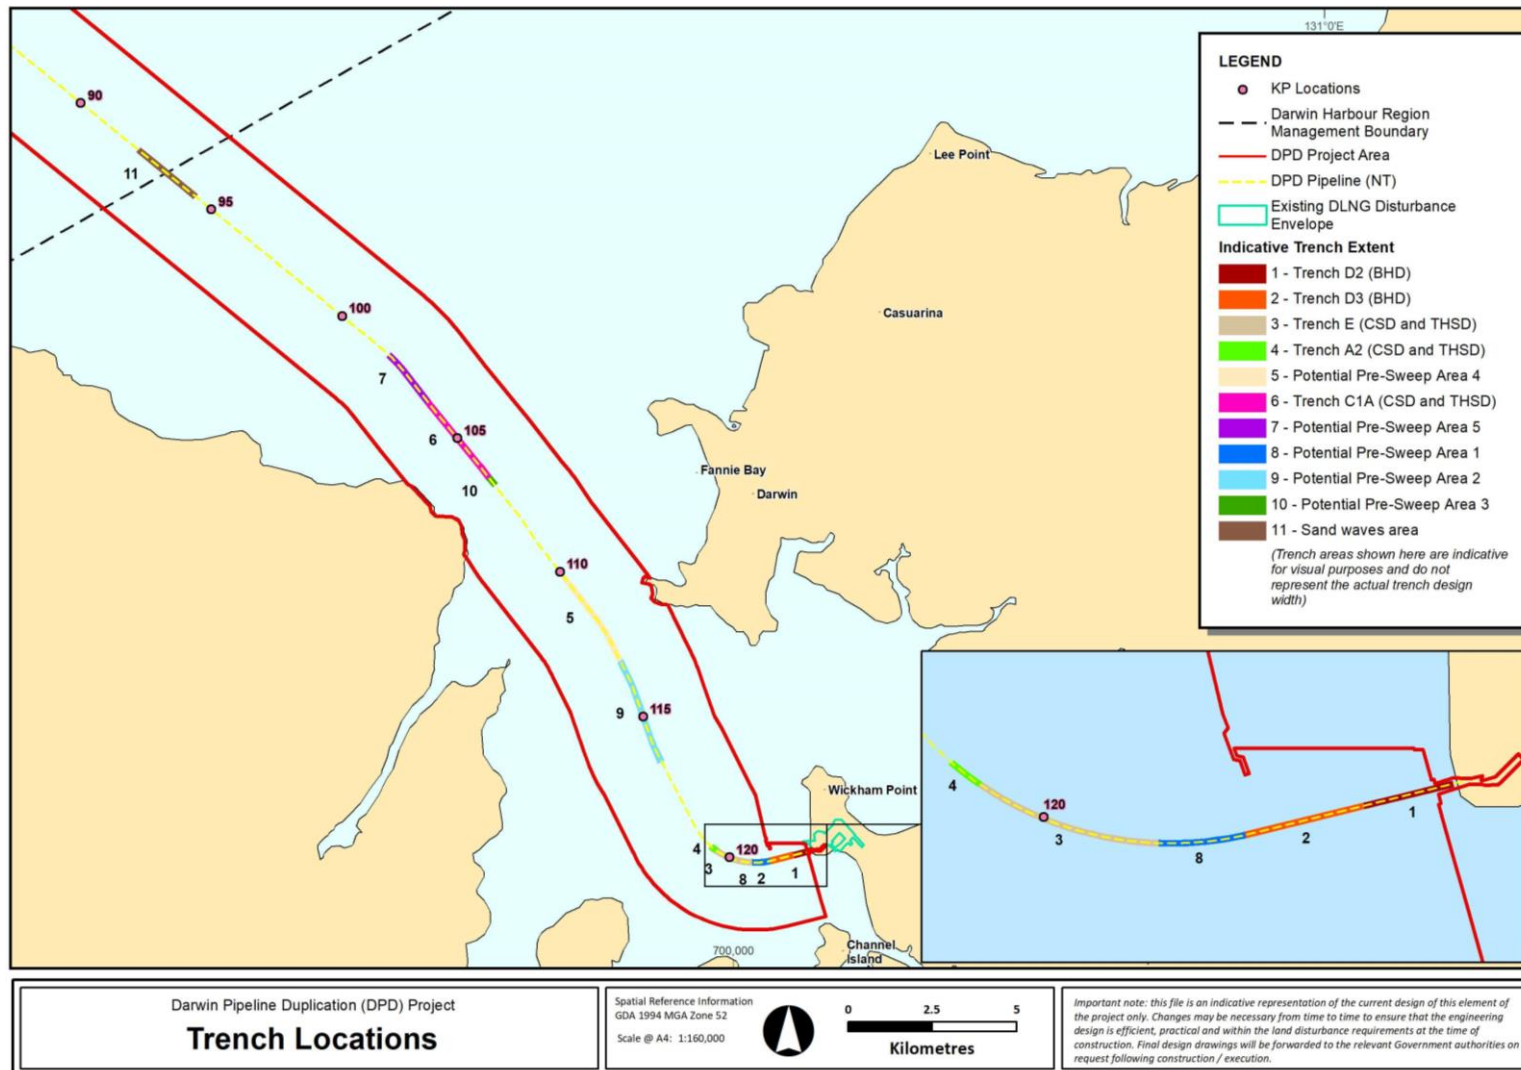 131°0'E
90
11
95
100
7
6
105
10
110
5
9
115
4
3
120
8
2
1
Lee Point
Casuarina
Fannie Bay
Darwin
Wickham Point
Channel
Island
700,000
LEGEND
KP Locations
Darwin Harbour Region
Management Boundary
DPD Project Area
DPD Pipeline (NT)
Existing DLNG Disturbance
Envelope
Indicative Trench Extent
1 - Trench D2 (BHD)
2 - Trench D3 (BHD)
3 - Trench E (CSD and THSD)
4 - Trench A2 (CSD and THSD)
5 - Potential Pre-Sweep Area 4
6 - Trench C1A (CSD and THSD)
7 - Potential Pre-Sweep Area 5
8 - Potential Pre-Sweep Area 1
9 - Potential Pre-Sweep Area 2
10 - Potential Pre-Sweep Area 3
11 - Sand waves area
(Trench areas shown here are indicative
for visual purposes and do not
represent the actual trench design
width)
4
120
3
8
2
1
Darwin Pipeline Duplication (DPD) Project
Trench Locations
Spatial Reference Information
GDA 1994 MGA Zone 52
Scale @ A4: 1:160,000
0 2.5 5
Kilometres
Important note: this file is an indicative representation of the current design of this element of
the project only. Changes may be necessary from time to time to ensure that the engineering
design is efficient, practical and within the land disturbance requirements at the time of
construction. Final design drawings will be forwarded to the relevant Government authorities on
request following construction / execution.